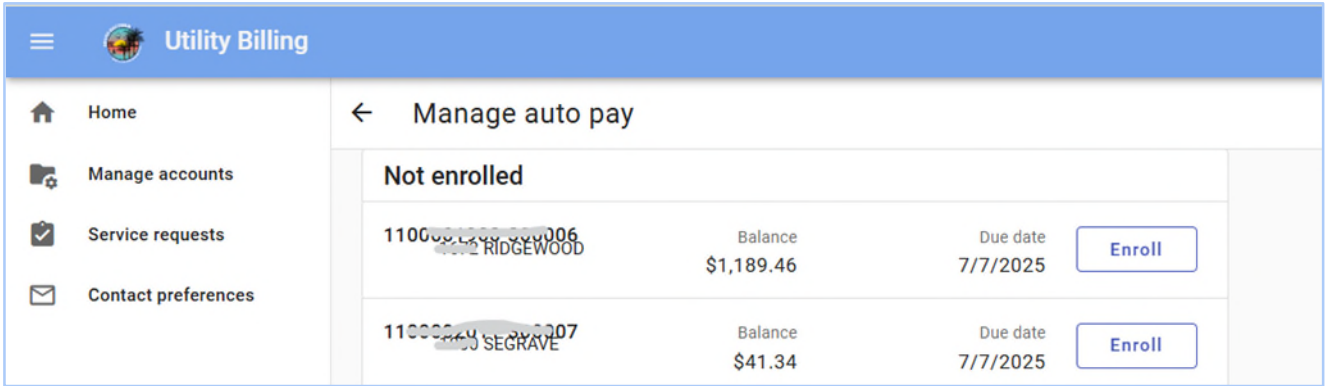 Utility Billing
Home
Manage auto pay
Manage accounts
Not enrolled
Service requests
RIDGEWOOD
Balance
$1,189.46
Due date
7/7/2025
Enroll
Contact preferences
SEGRAVE
Balance
$41.34
Due date
7/7/2025
Enroll